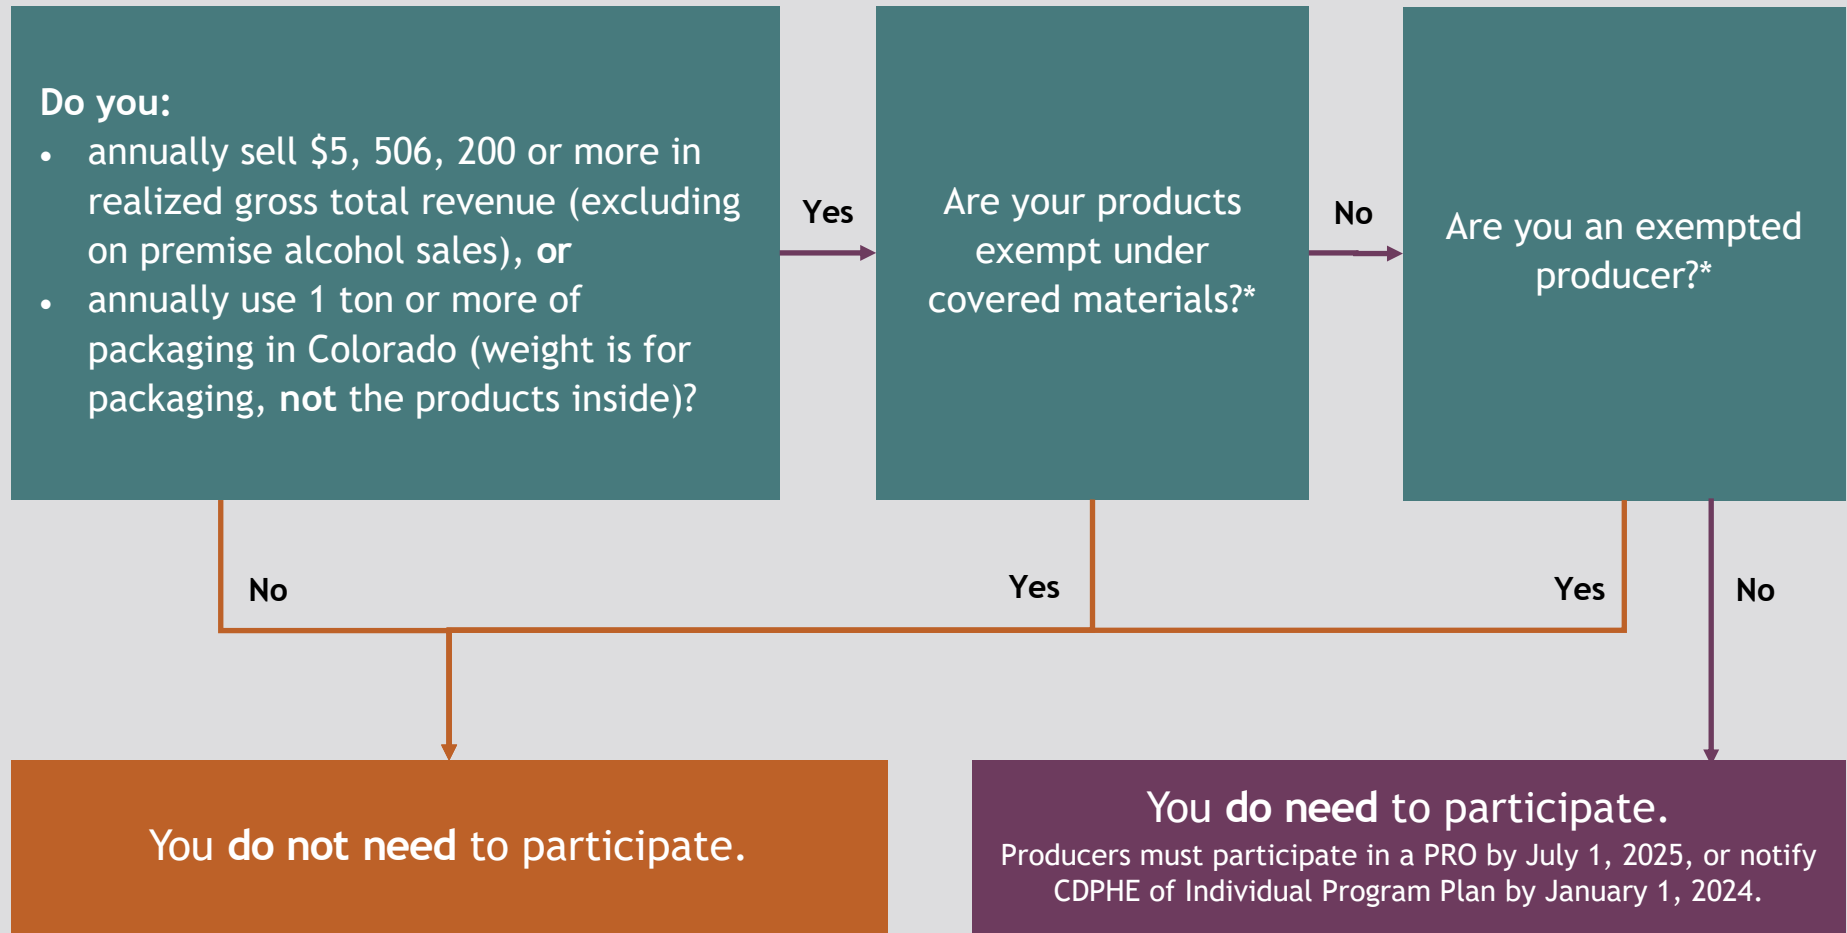 Do you:
• annually sell $5, 506, 200 or more in
realized gross total revenue (excluding
on premise alcohol sales), or
• annually use 1 ton or more of
packaging in Colorado (weight is for
packaging, not the products inside)?
Yes
Are your products
exempt under
covered materials?*
No
Are you an exempted
producer?*
No
Yes
Yes
No
You do not need to participate.
You do need to participate.
Producers must participate in a PRO by July 1, 2025, or notify
CDPHE of Individual Program Plan by January 1, 2024.